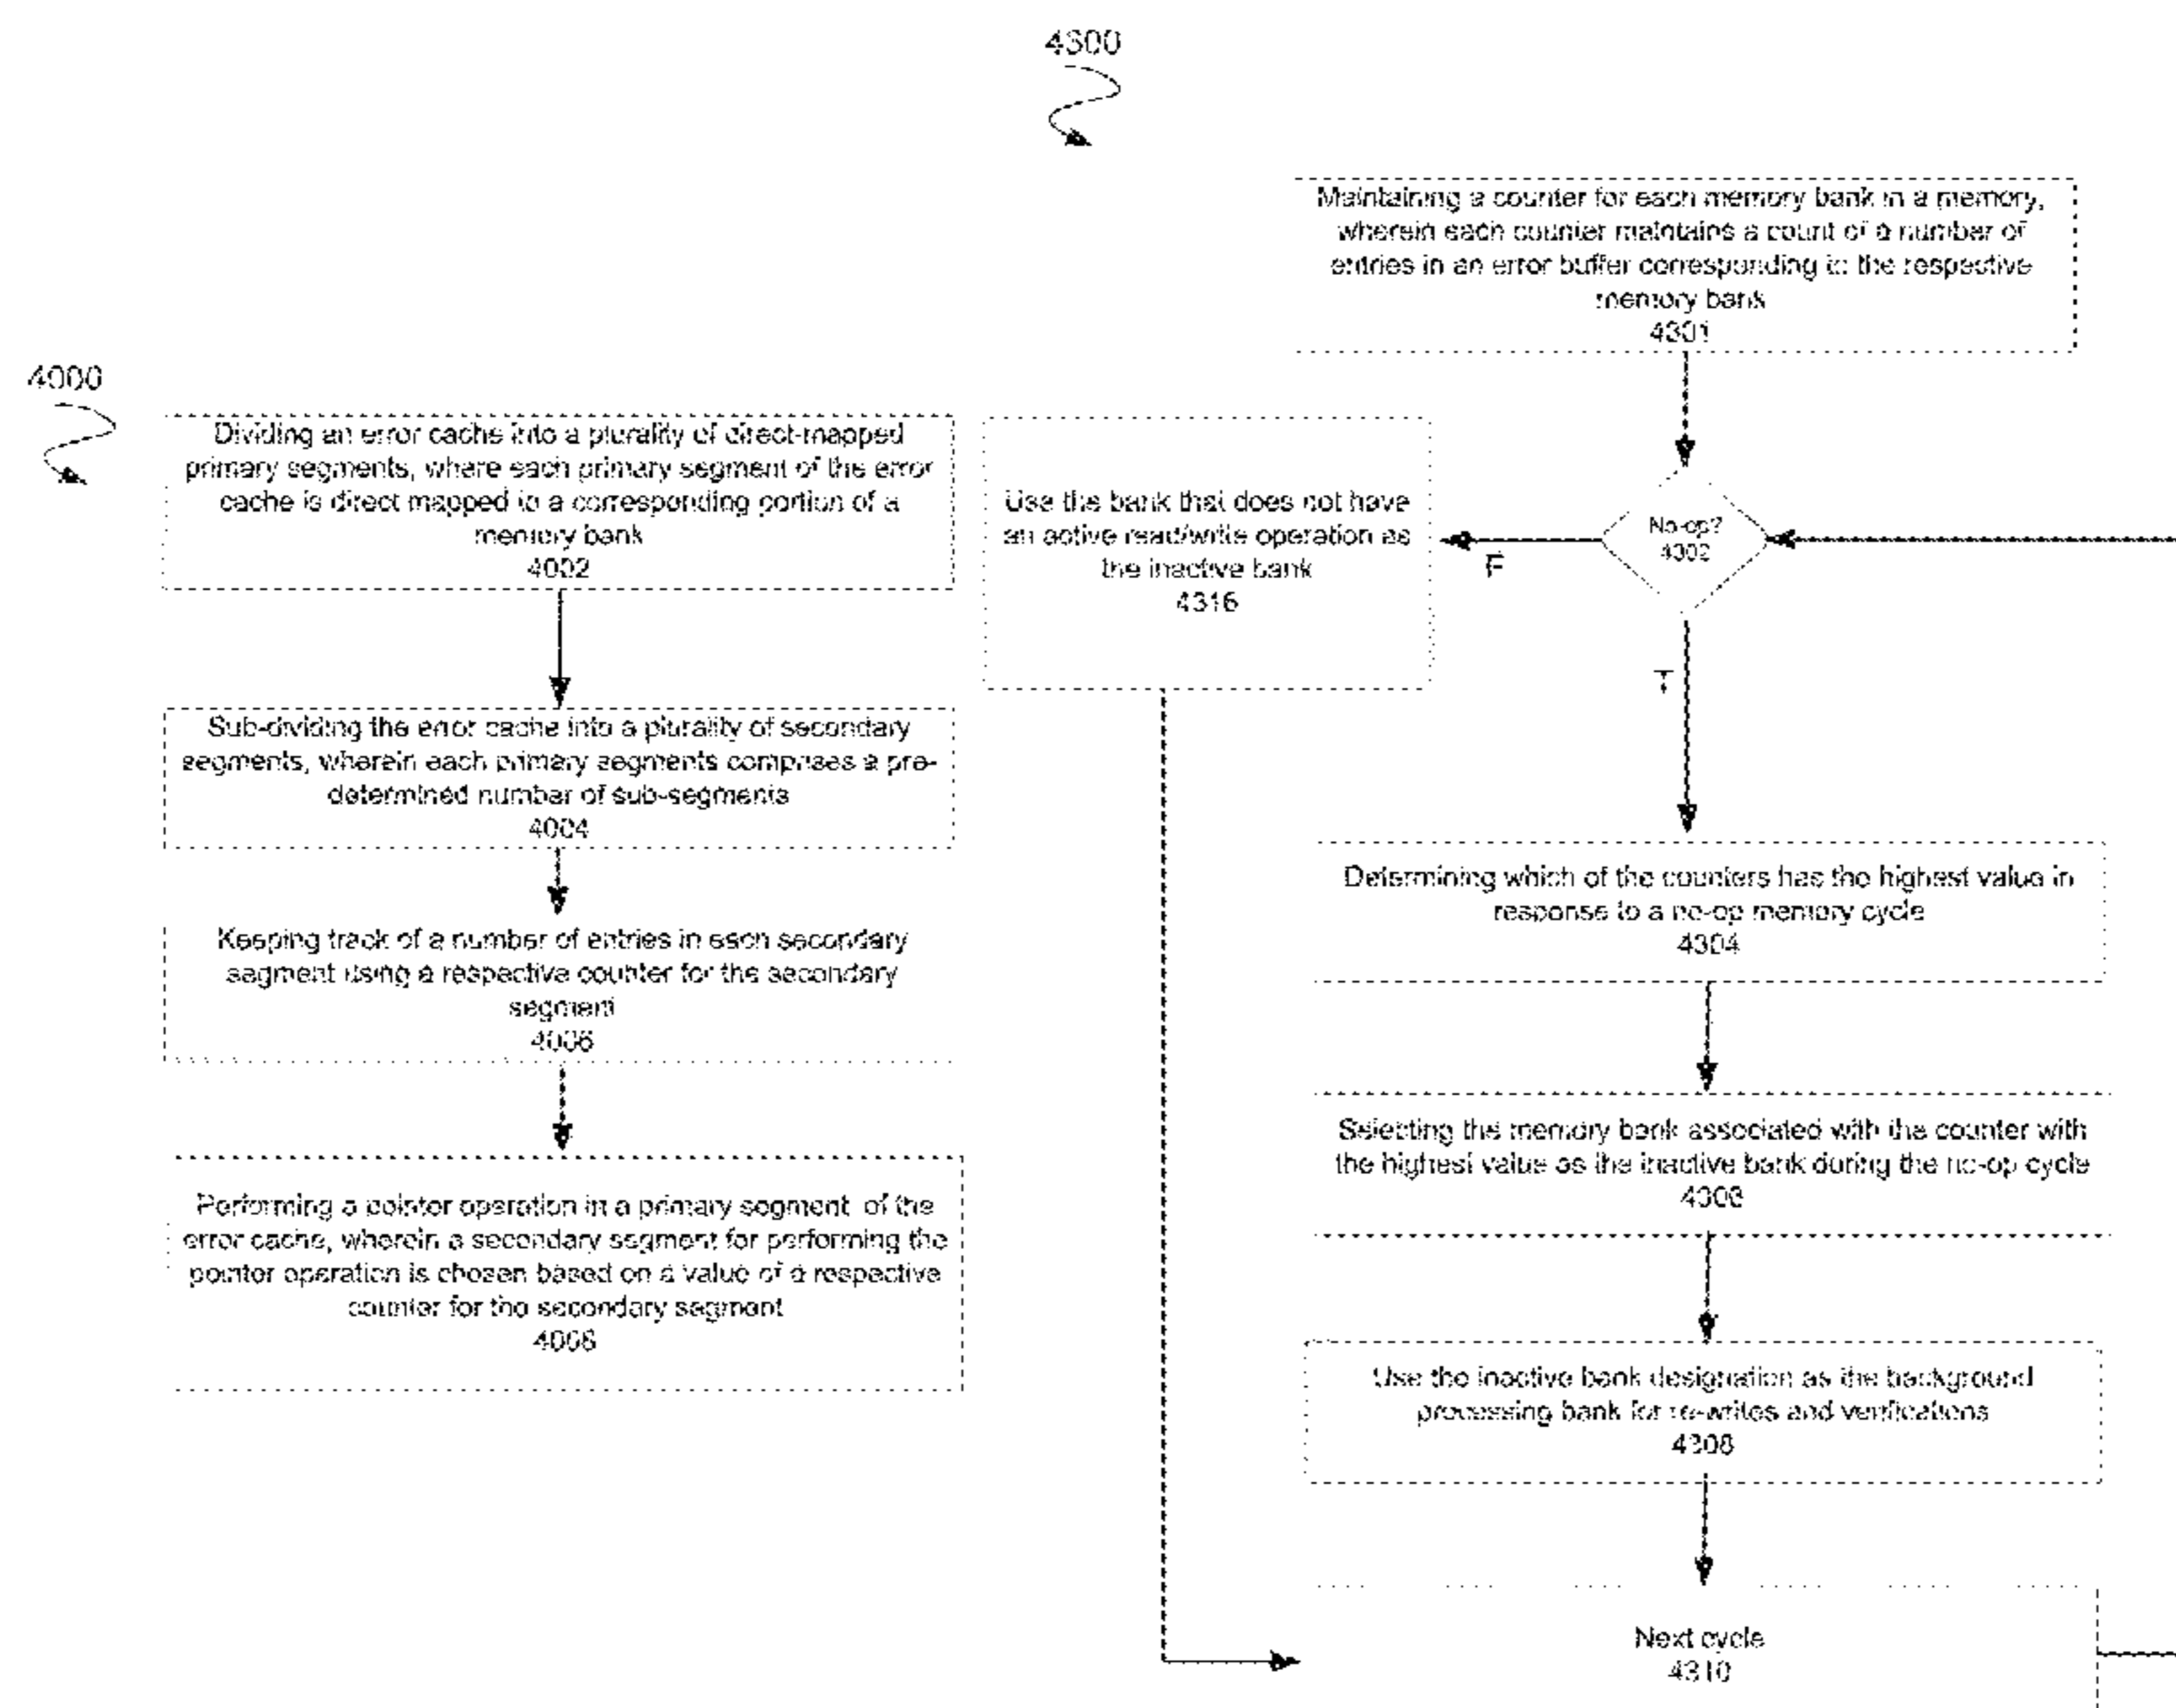 4300
Maintaining a counter for each memory bank in a memory,
wherein each counter maintains a count of a number of
entries in an error buffer corresponding to the respective
memory bank
4301
4000
Dividing an error cache into a plurality of direct-mapped
primary segments, where each primary segment of the error
cache is direct mapped to a corresponding portion of a
memory bank
4002
Use the bank that does not have
an active read/write operation as
the inactive bank
4316
No-op?
4302
F
T
Sub-dividing the error cache into a plurality of secondary
segments, wherein each primary segments comprises a pre-
determined number of sub-segments
4004
Determining which of the counters has the highest value in
response to a no-op memory cycle
4304
Keeping track of a number of entries in each secondary
segment using a respective counter for the secondary
segment
4006
Selecting the memory bank associated with the counter with
the highest value as the inactive bank during the no-op cycle
Performing a pointer operation in a primary segment of the
error cache, wherein a secondary segment for performing the
pointer operation is chosen based on a value of a respective
counter for the secondary segment
4008
Use the inactive bank designation as the background
processing bank for re-writes and verifications
4308
Next cycle
4310